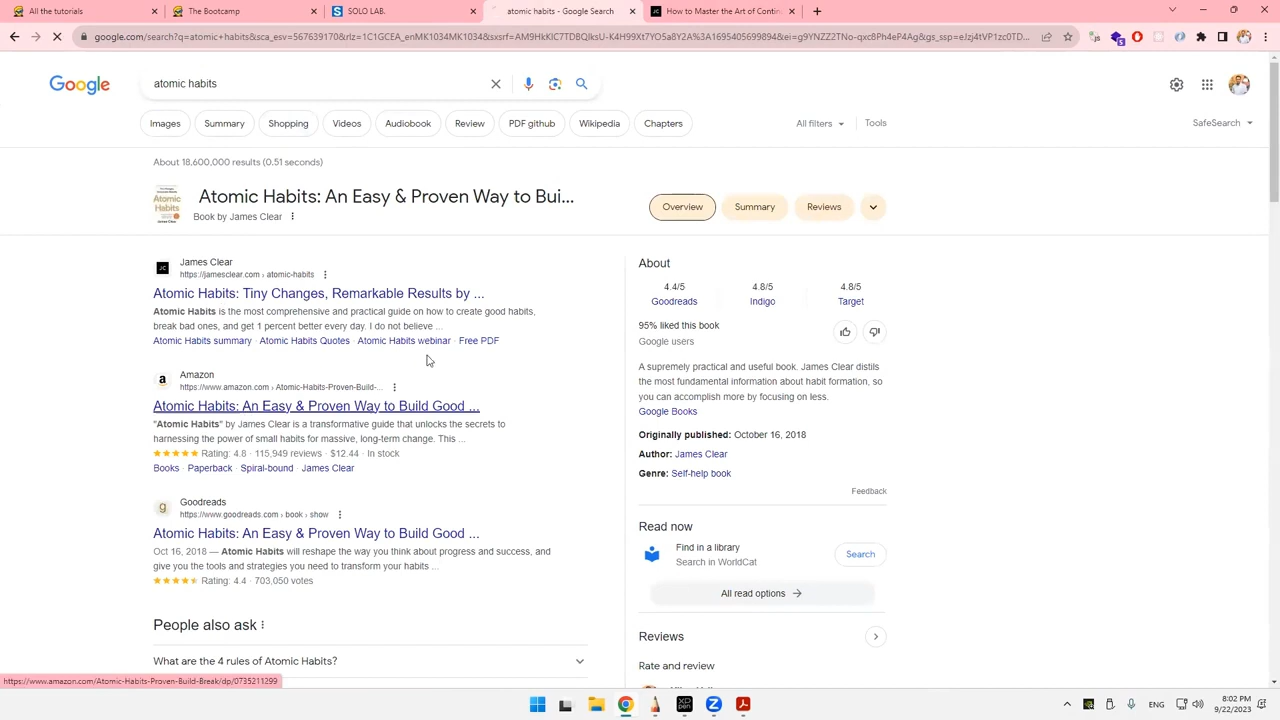 All the tutorials
The Bootcamp
SOLO LAB.
atomic habits - Google Search
How to Master the Art of Contin
google.com/search?q=atomic+habits&sca_esv=567639170&rlz=1C1GCEA_enMK1034MK1034&sxsrf=
Google
atomic habits
Images
Summary
Shopping
Videos
Audiobook
Review
PDF github
Wikipedia
Chapters
All filters
Tools
SafeSearch
About 18,600,000 results (0.51 seconds)
Atomic Habits: An Easy & Proven Way to Bui...
Book by James Clear
Overview
Summary
Reviews
James Clear
https://jamesclear.com › atomic-habits
Atomic Habits: Tiny Changes, Remarkable Results by ...
Atomic Habits is the most comprehensive and practical guide on how to create good habits,
break bad ones, and get 1 percent better every day. I do not believe ...
Atomic Habits summary · Atomic Habits Quotes · Atomic Habits webinar · Free PDF
Amazon
https://www.amazon.com › Atomic-Habits-Proven-Build-...
Atomic Habits: An Easy & Proven Way to Build Good ...
"Atomic Habits" by James Clear is a transformative guide that unlocks the secrets to
harnessing the power of small habits for massive, long-term change. This ...
Rating: 4.8 · 115,949 reviews · $12.44 · In stock
Books · Paperback · Spiral-bound · James Clear
Goodreads
https://www.goodreads.com › book › show
Atomic Habits: An Easy & Proven Way to Build Good ...
Oct 16, 2018 — Atomic Habits will reshape the way you think about progress and success, and
give you the tools and strategies you need to transform your habits ...
Rating: 4.4 · 703,050 votes
People also ask
What are the 4 rules of Atomic Habits?
https://www.amazon.com/Atomic-Habits-Proven-Build-Break/dp/0735211299
About
4.4/5
Goodreads
4.8/5
Indigo
4.8/5
Target
95% liked this book
Google users
A supremely practical and useful book. James Clear distils
the most fundamental information about habit formation, so
you can accomplish more by focusing on less.
Google Books
Originally published: October 16, 2018
Author: James Clear
Genre: Self-help book
Feedback
Read now
Find in a library
Search in WorldCat
Search
All read options
Reviews
Rate and review
ENG
8:02 PM
9/22/2023